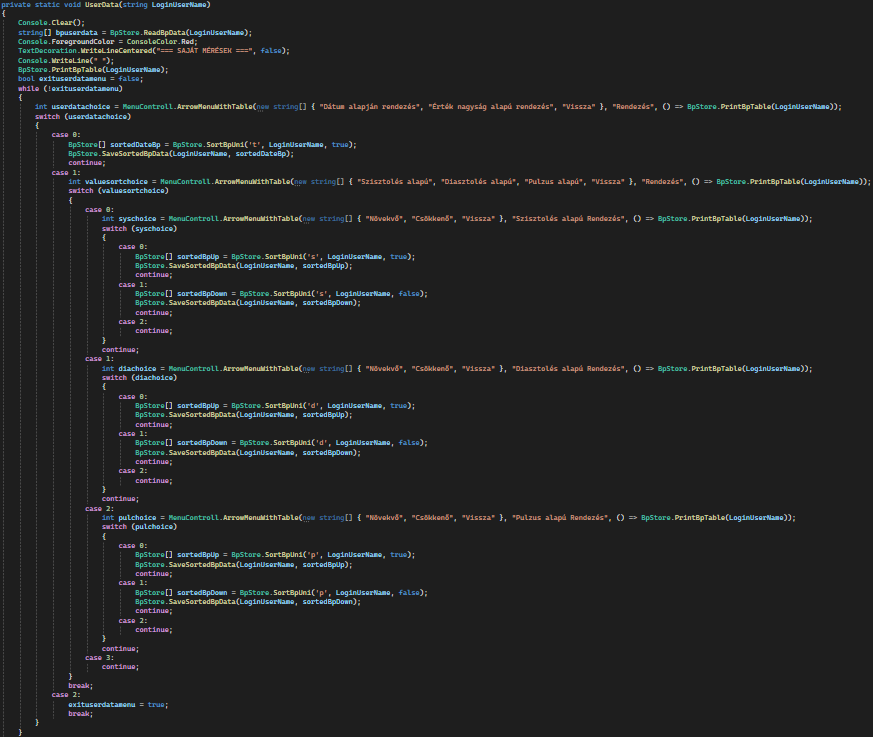 private static void UserData(string LoginUserName)
{
Console.Clear();
string[] bpuserdata = BpStore.ReadBpData(LoginUserName);
Console.ForegroundColor = ConsoleColor.Red;
TextDecoration.WriteLineCentered("=== SAJÁT MÉRÉSEK ===", false);
Console.WriteLine(" ");
BpStore.PrintBpTable(LoginUserName);
bool exituserdatamenu = false;
while (!exituserdatamenu)
{
int userdatachoice = MenuControll.ArrowMenuWithTable(new string[] { "Dátum alapján rendezés", "Érték nagyság alapú rendezés", "Vissza" }, "Rendezés", () => BpStore.PrintBpTable(LoginUserName));
switch (userdatachoice)
{
case 0:
BpStore[] sortedDateBp = BpStore.SortBpUni('t', LoginUserName, true);
BpStore.SaveSortedBpData(LoginUserName, sortedDateBp);
continue;
case 1:
int valuesortchoice = MenuControll.ArrowMenuWithTable(new string[] { "Szisztolés alapú", "Diasztolés alapú", "Pulzus alapú", "Vissza" }, "Rendezés", () => BpStore.PrintBpTable(LoginUserName));
switch (valuesortchoice)
{
case 0:
int syschoice = MenuControll.ArrowMenuWithTable(new string[] { "Növekvő", "Csökkenő", "Vissza" }, "Szisztolés alapú Rendezés", () => BpStore.PrintBpTable(LoginUserName));
switch (syschoice)
{
case 0:
BpStore[] sortedBpUp = BpStore.SortBpUni('s', LoginUserName, true);
BpStore.SaveSortedBpData(LoginUserName, sortedBpUp);
continue;
case 1:
BpStore[] sortedBpDown = BpStore.SortBpUni('s', LoginUserName, false);
BpStore.SaveSortedBpData(LoginUserName, sortedBpDown);
continue;
case 2:
continue;
}
continue;
case 1:
int diachoice = MenuControll.ArrowMenuWithTable(new string[] { "Növekvő", "Csökkenő", "Vissza" }, "Diasztolés alapú Rendezés", () => BpStore.PrintBpTable(LoginUserName));
switch (diachoice)
{
case 0:
BpStore[] sortedBpUp = BpStore.SortBpUni('d', LoginUserName, true);
BpStore.SaveSortedBpData(LoginUserName, sortedBpUp);
continue;
case 1:
BpStore[] sortedBpDown = BpStore.SortBpUni('d', LoginUserName, false);
BpStore.SaveSortedBpData(LoginUserName, sortedBpDown);
continue;
case 2:
continue;
}
continue;
case 2:
int pulchoice = MenuControll.ArrowMenuWithTable(new string[] { "Növekvő", "Csökkenő", "Vissza" }, "Pulzus alapú Rendezés", () => BpStore.PrintBpTable(LoginUserName));
switch (pulchoice)
{
case 0:
BpStore[] sortedBpUp = BpStore.SortBpUni('p', LoginUserName, true);
BpStore.SaveSortedBpData(LoginUserName, sortedBpUp);
continue;
case 1:
BpStore[] sortedBpDown = BpStore.SortBpUni('p', LoginUserName, false);
BpStore.SaveSortedBpData(LoginUserName, sortedBpDown);
continue;
case 2:
continue;
}
continue;
case 3:
continue;
}
break;
case 2:
exituserdatamenu = true;
break;
}
}